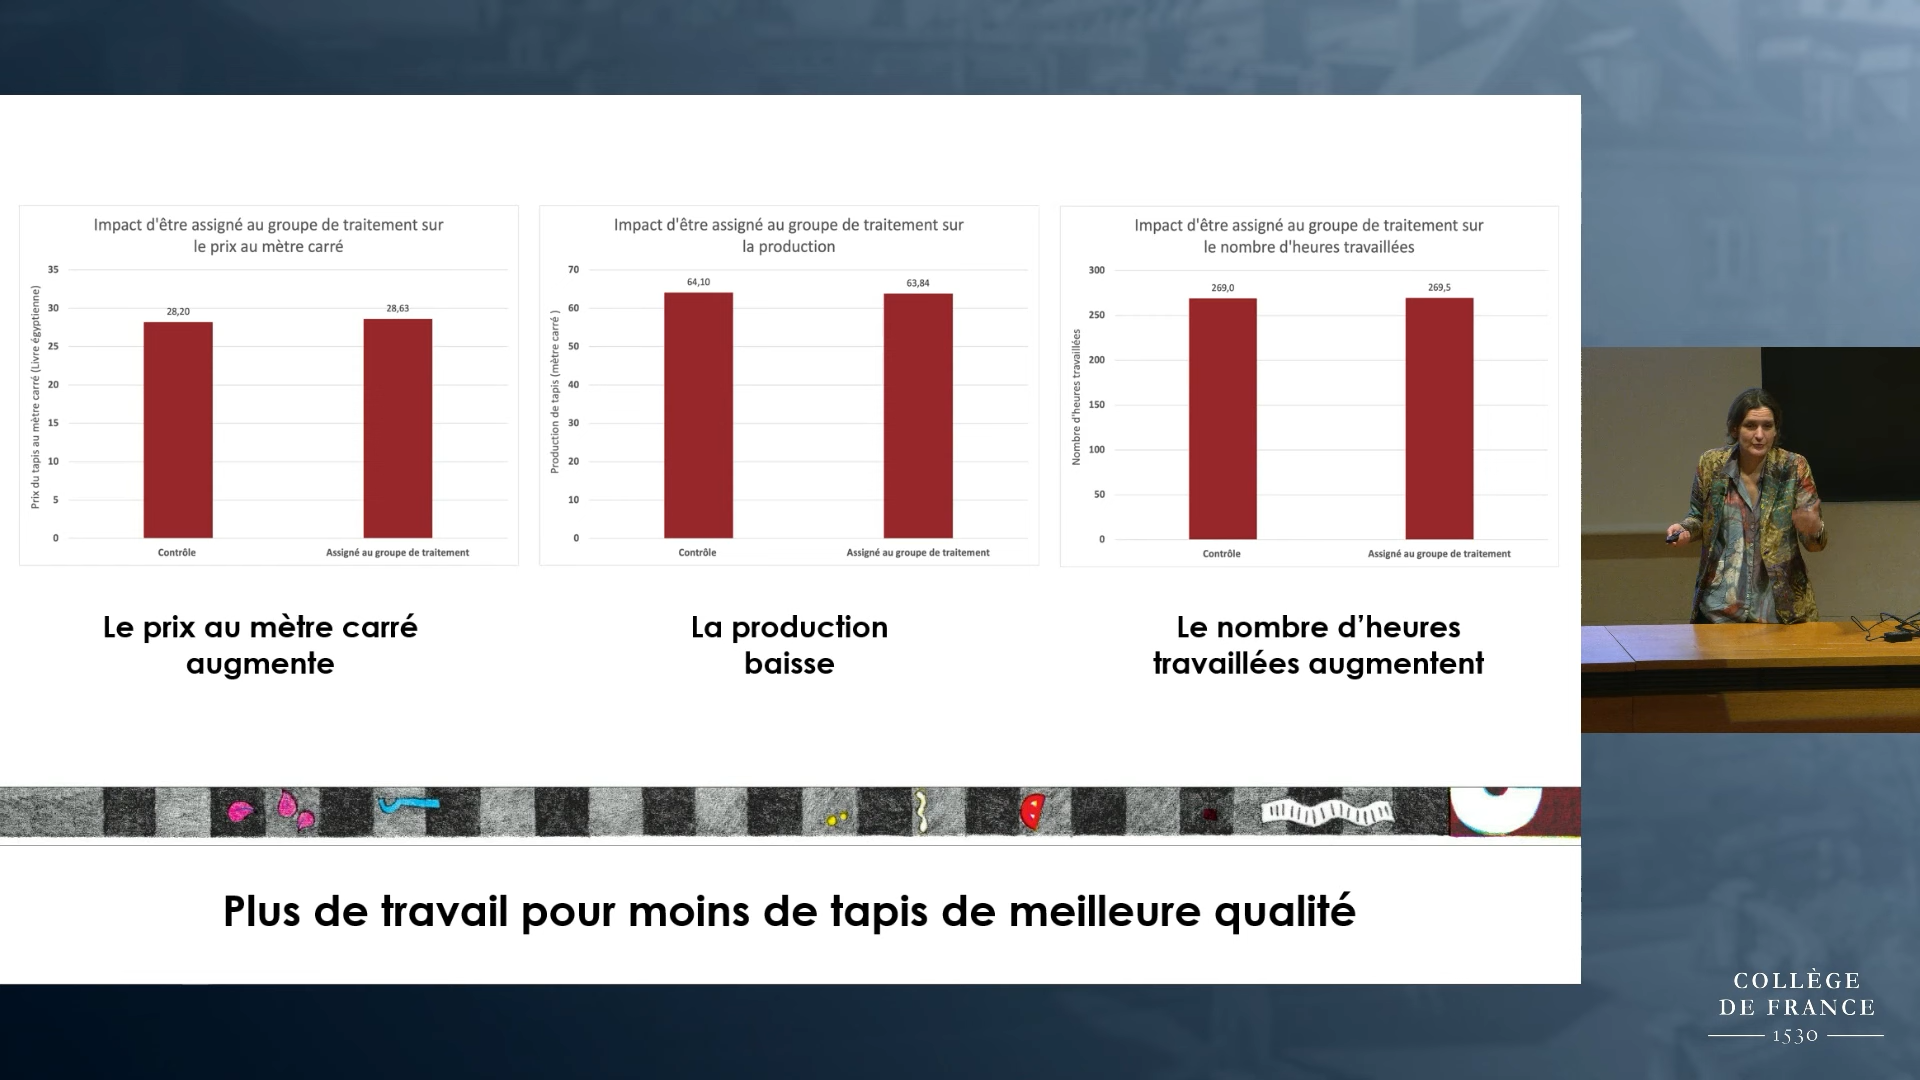 Impact d'être assigné au groupe de traitement sur
le prix au mètre carré
Prix du tapis au mètre carré (Livre égyptienne)
35
30
25
20
15
10
5
0
28,20
28,63
Contrôle
Assigné au groupe de traitement
Impact d'être assigné au groupe de traitement sur
la production
Production de tapis (mètre carré )
70
60
50
40
30
20
10
0
64,10
63,84
Contrôle
Assigné au groupe de traitement
Impact d'être assigné au groupe de traitement sur
le nombre d'heures travaillées
Nombre d'heures travaillées
300
250
200
150
100
50
0
269,0
269,5
Contrôle
Assigné au groupe de traitement
Le prix au mètre carré
augmente
La production
baisse
Le nombre d’heures
travaillées augmentent
Plus de travail pour moins de tapis de meilleure qualité
COLLÈGE
DE FRANCE
1530